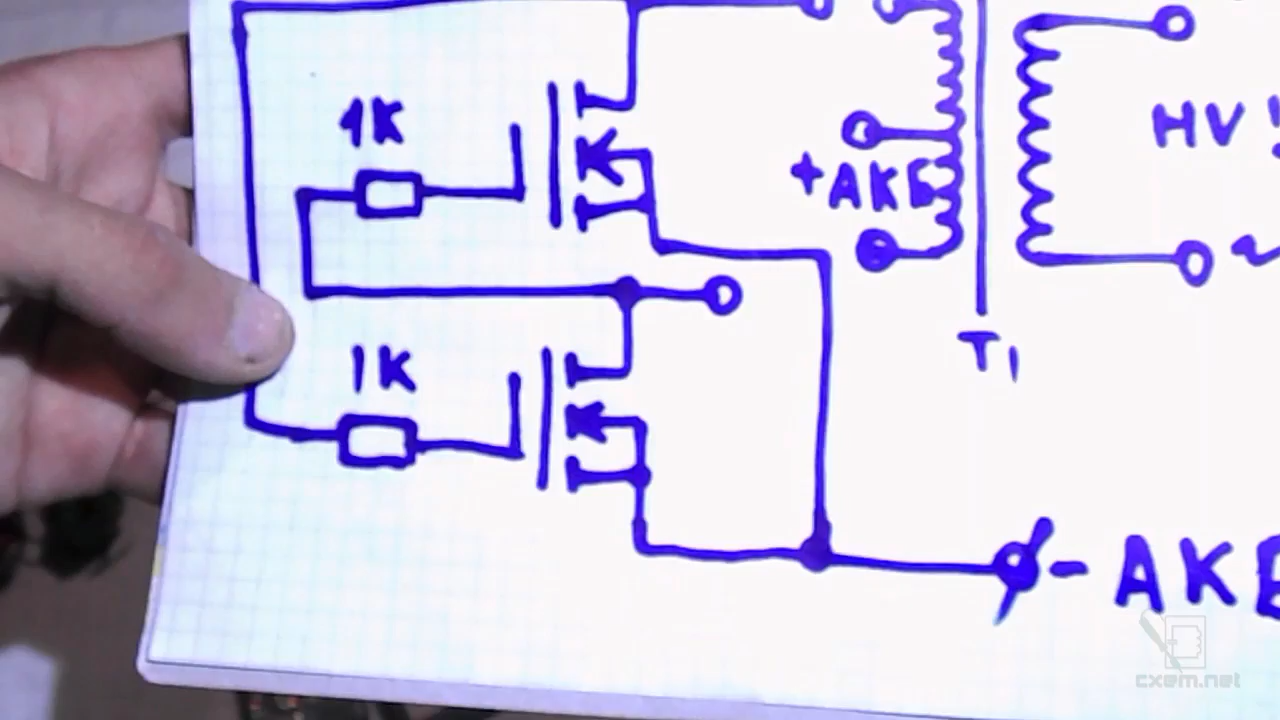 1K
HV
+AKБ
1K
T1
- AKБ
cxem.net